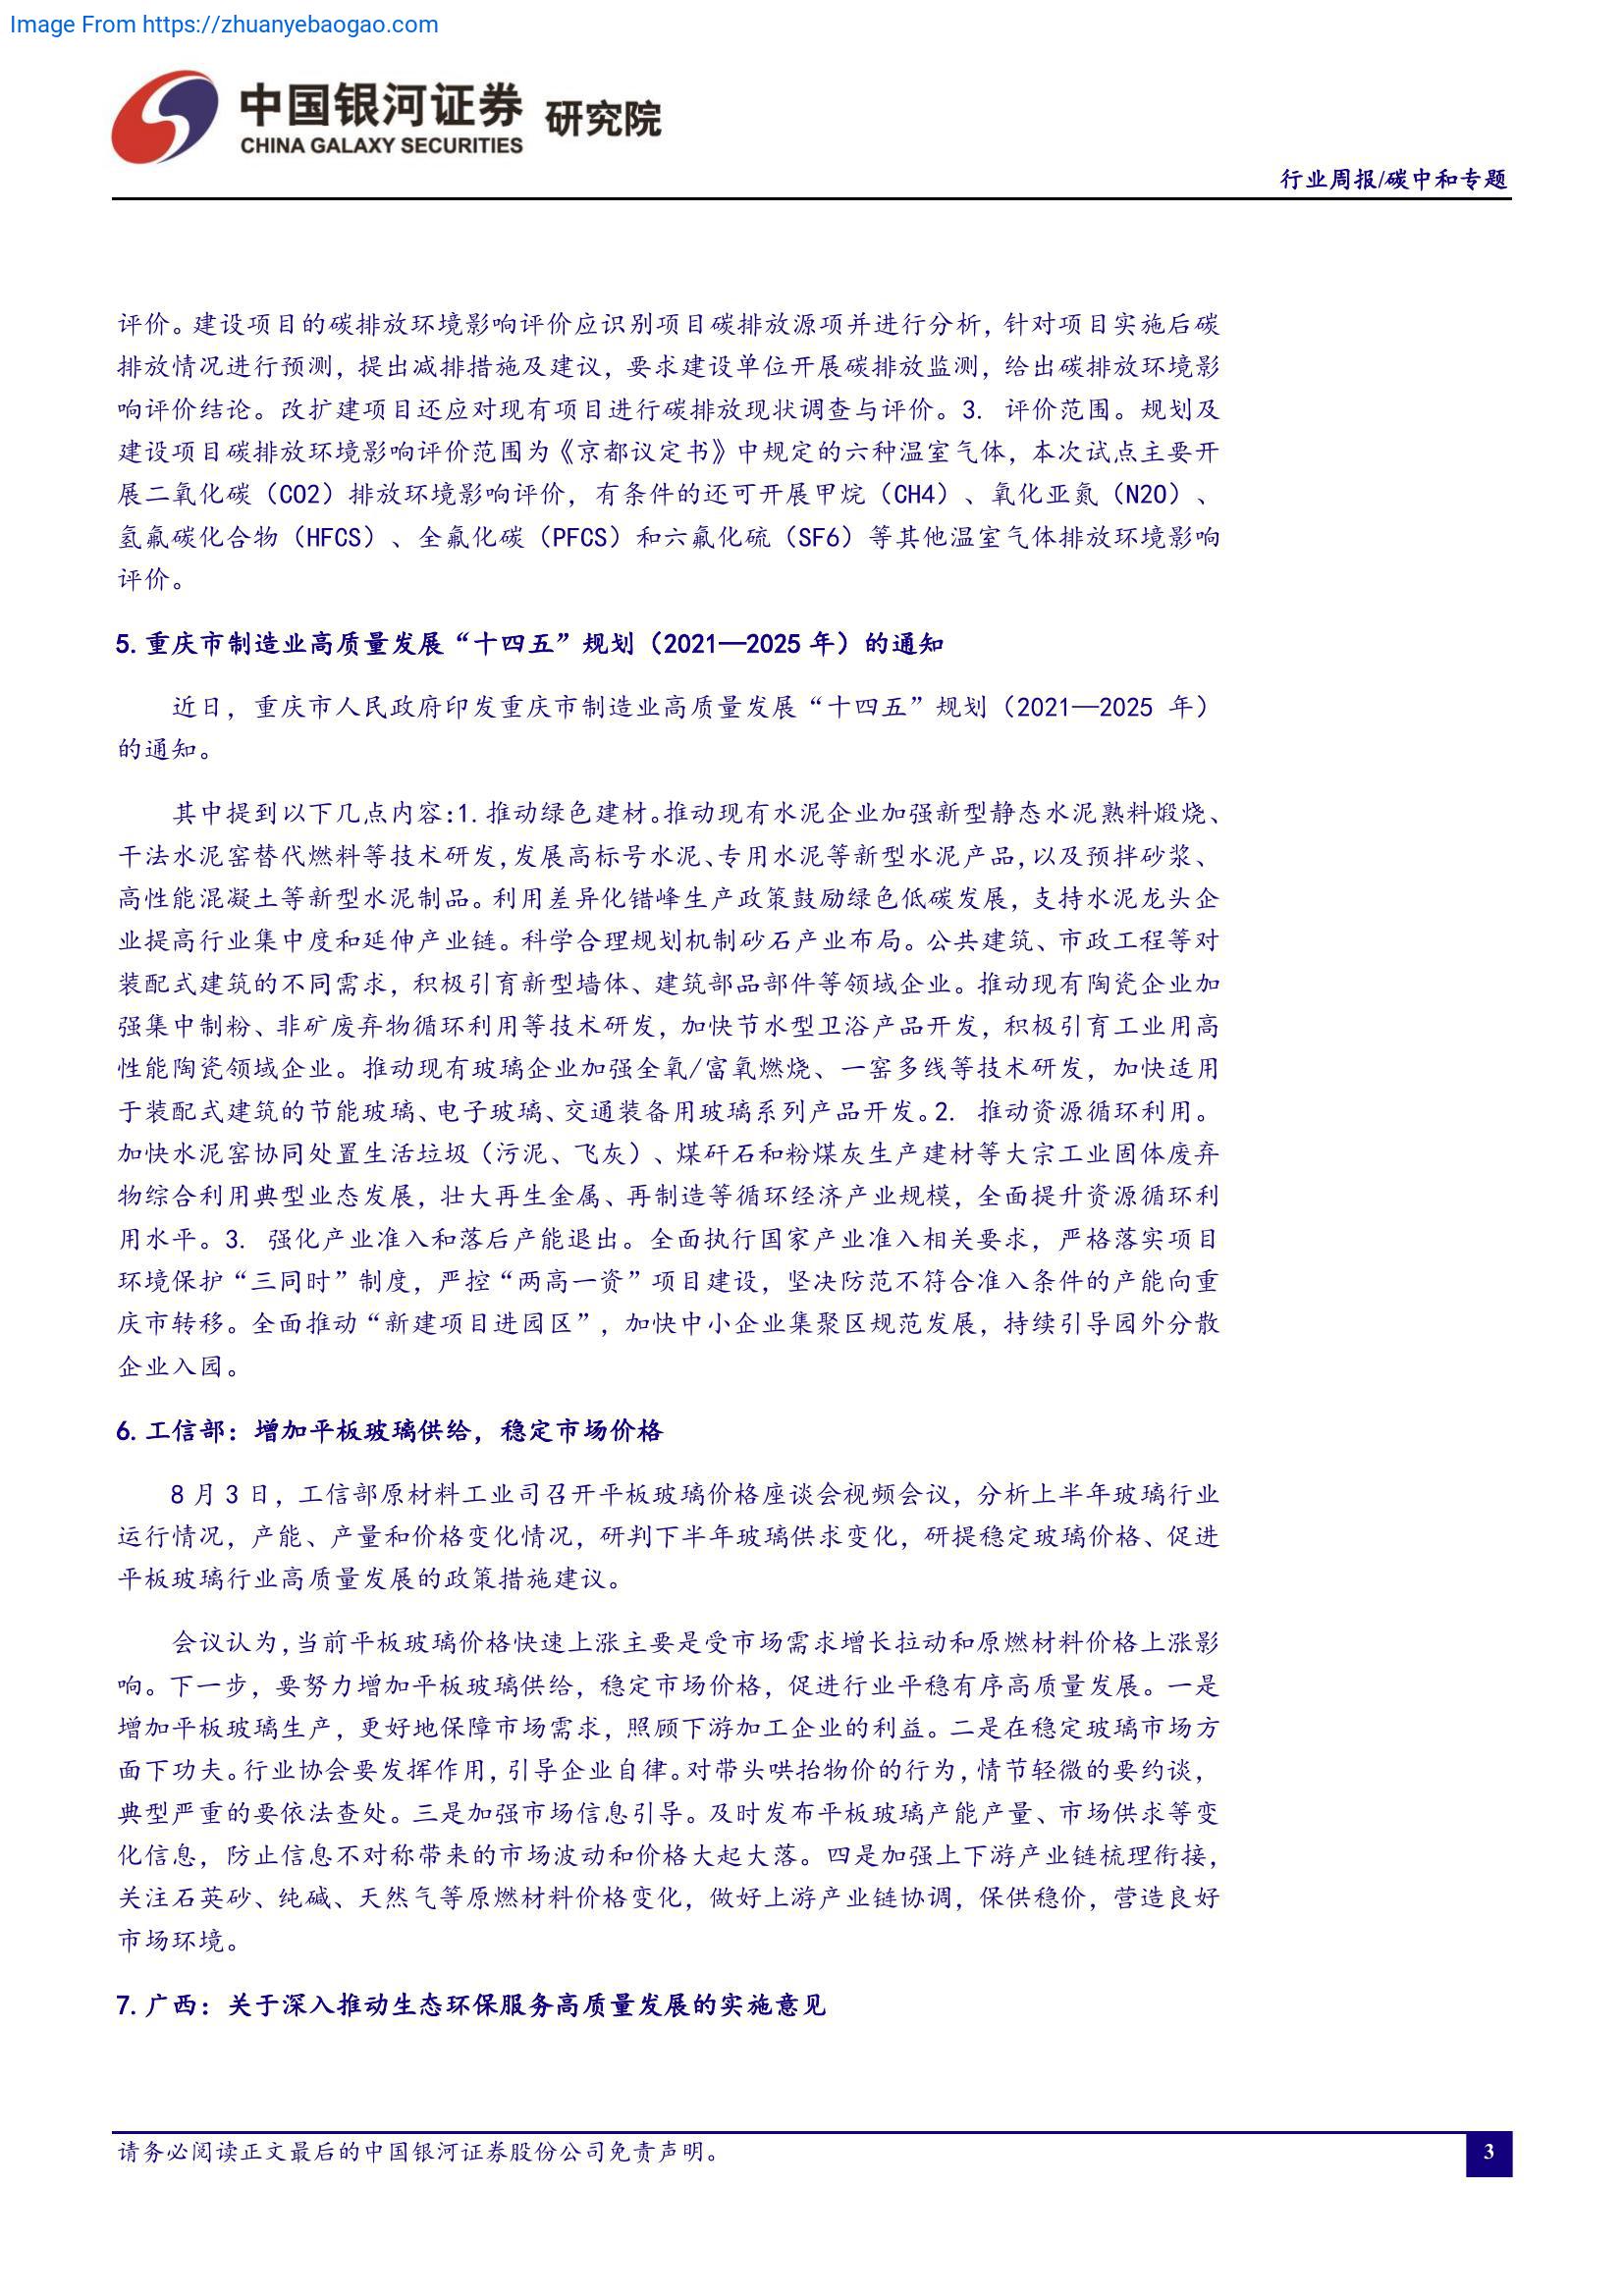 Image From https://zhuanyebaogao.com
中国银河证券 研究院
CHINA GALAXY SECURITIES
行业周报/碳中和专题
评价。建设项目的碳排放环境影响评价应识别项目碳排放源项并进行分析，针对项目实施后碳
排放情况进行预测，提出减排措施及建议，要求建设单位开展碳排放监测，给出碳排放环境影
响评价结论。改扩建项目还应对现有项目进行碳排放现状调查与评价。3. 评价范围。规划及
建设项目碳排放环境影响评价范围为《京都议定书》中规定的六种温室气体，本次试点主要开
展二氧化碳（CO2）排放环境影响评价，有条件的还可开展甲烷（CH4）、氧化亚氮（N2O）、
氢氟碳化合物（HFCS）、全氟化碳（PFCS）和六氟化硫（SF6）等其他温室气体排放环境影响
评价。
5.重庆市制造业高质量发展“十四五”规划（2021—2025 年）的通知
近日，重庆市人民政府印发重庆市制造业高质量发展“十四五”规划（2021—2025 年）
的通知。
其中提到以下几点内容：1.推动绿色建材。推动现有水泥企业加强新型静态水泥熟料煅烧、
干法水泥窑替代燃料等技术研发，发展高标号水泥、专用水泥等新型水泥产品，以及预拌砂浆、
高性能混凝土等新型水泥制品。利用差异化错峰生产政策鼓励绿色低碳发展，支持水泥龙头企
业提高行业集中度和延伸产业链。科学合理规划机制砂石产业布局。公共建筑、市政工程等对
装配式建筑的不同需求，积极引育新型墙体、建筑部品部件等领域企业。推动现有陶瓷企业加
强集中制粉、非矿废弃物循环利用等技术研发，加快节水型卫浴产品开发，积极引育工业用高
性能陶瓷领域企业。推动现有玻璃企业加强全氧/富氧燃烧、一窑多线等技术研发，加快适用
于装配式建筑的节能玻璃、电子玻璃、交通装备用玻璃系列产品开发。2. 推动资源循环利用。
加快水泥窑协同处置生活垃圾（污泥、飞灰）、煤矸石和粉煤灰生产建材等大宗工业固体废弃
物综合利用典型业态发展，壮大再生金属、再制造等循环经济产业规模，全面提升资源循环利
用水平。3. 强化产业准入和落后产能退出。全面执行国家产业准入相关要求，严格落实项目
环境保护“三同时”制度，严控“两高一资”项目建设，坚决防范不符合准入条件的产能向重
庆市转移。全面推动“新建项目进园区”，加快中小企业集聚区规范发展，持续引导园外分散
企业入园。
6.工信部：增加平板玻璃供给，稳定市场价格
8 月 3 日，工信部原材料工业司召开平板玻璃价格座谈会视频会议，分析上半年玻璃行业
运行情况，产能、产量和价格变化情况，研判下半年玻璃供求变化，研提稳定玻璃价格、促进
平板玻璃行业高质量发展的政策措施建议。
会议认为，当前平板玻璃价格快速上涨主要是受市场需求增长拉动和原燃材料价格上涨影
响。下一步，要努力增加平板玻璃供给，稳定市场价格，促进行业平稳有序高质量发展。一是
增加平板玻璃生产，更好地保障市场需求，照顾下游加工企业的利益。二是在稳定玻璃市场方
面下功夫。行业协会要发挥作用，引导企业自律。对带头哄抬物价的行为，情节轻微的要约谈，
典型严重的要依法查处。三是加强市场信息引导。及时发布平板玻璃产能产量、市场供求等变
化信息，防止信息不对称带来的市场波动和价格大起大落。四是加强上下游产业链梳理衔接，
关注石英砂、纯碱、天然气等原燃材料价格变化，做好上游产业链协调，保供稳价，营造良好
市场环境。
7.广西：关于深入推动生态环保服务高质量发展的实施意见
请务必阅读正文最后的中国银河证券股份公司免责声明。
3